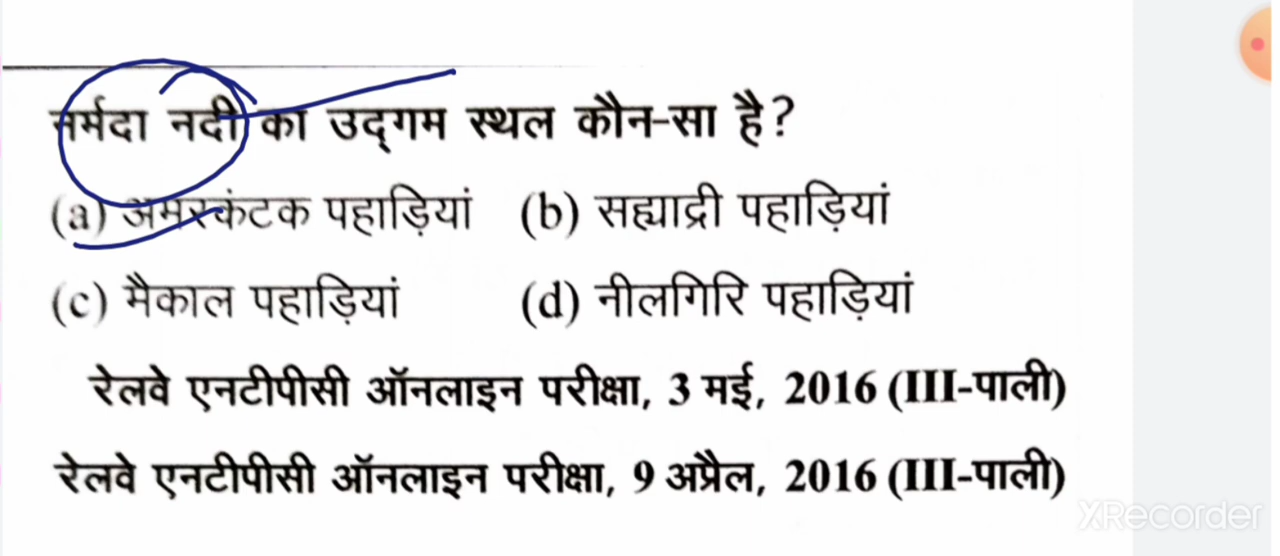 नर्मदा नदी का उद्गम स्थल कौन-सा है?
(a) अमरकंटक पहाड़ियां (b) सह्याद्री पहाड़ियां
(c) मैकाल पहाड़ियां (d) नीलगिरि पहाड़ियां
रेलवे एनटीपीसी ऑनलाइन परीक्षा, 3 मई, 2016 (III-पाली)
रेलवे एनटीपीसी ऑनलाइन परीक्षा, 9 अप्रैल, 2016 (III-पाली)
XRecorder